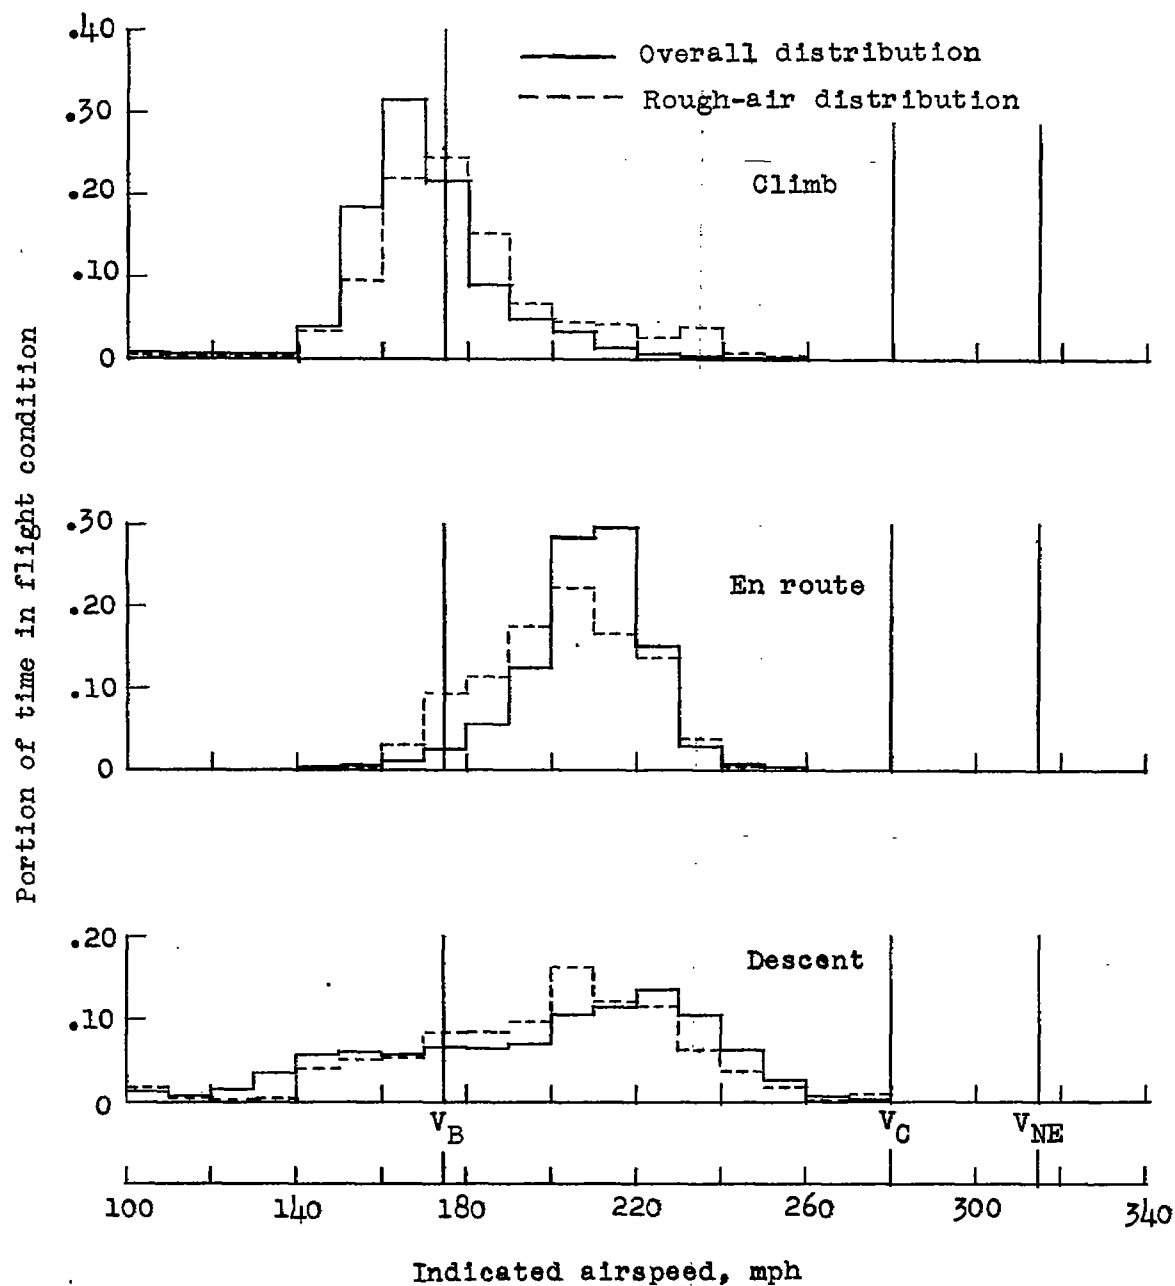 .40
.30
.20
.10
0
Overall distribution
Rough-air distribution
Climb
Portion of time in flight condition
.30
.20
.10
0
En route
.20
.10
0
Descent
V_B
V_C
V_NE
100 140 180 220 260 300 340
Indicated airspeed, mph